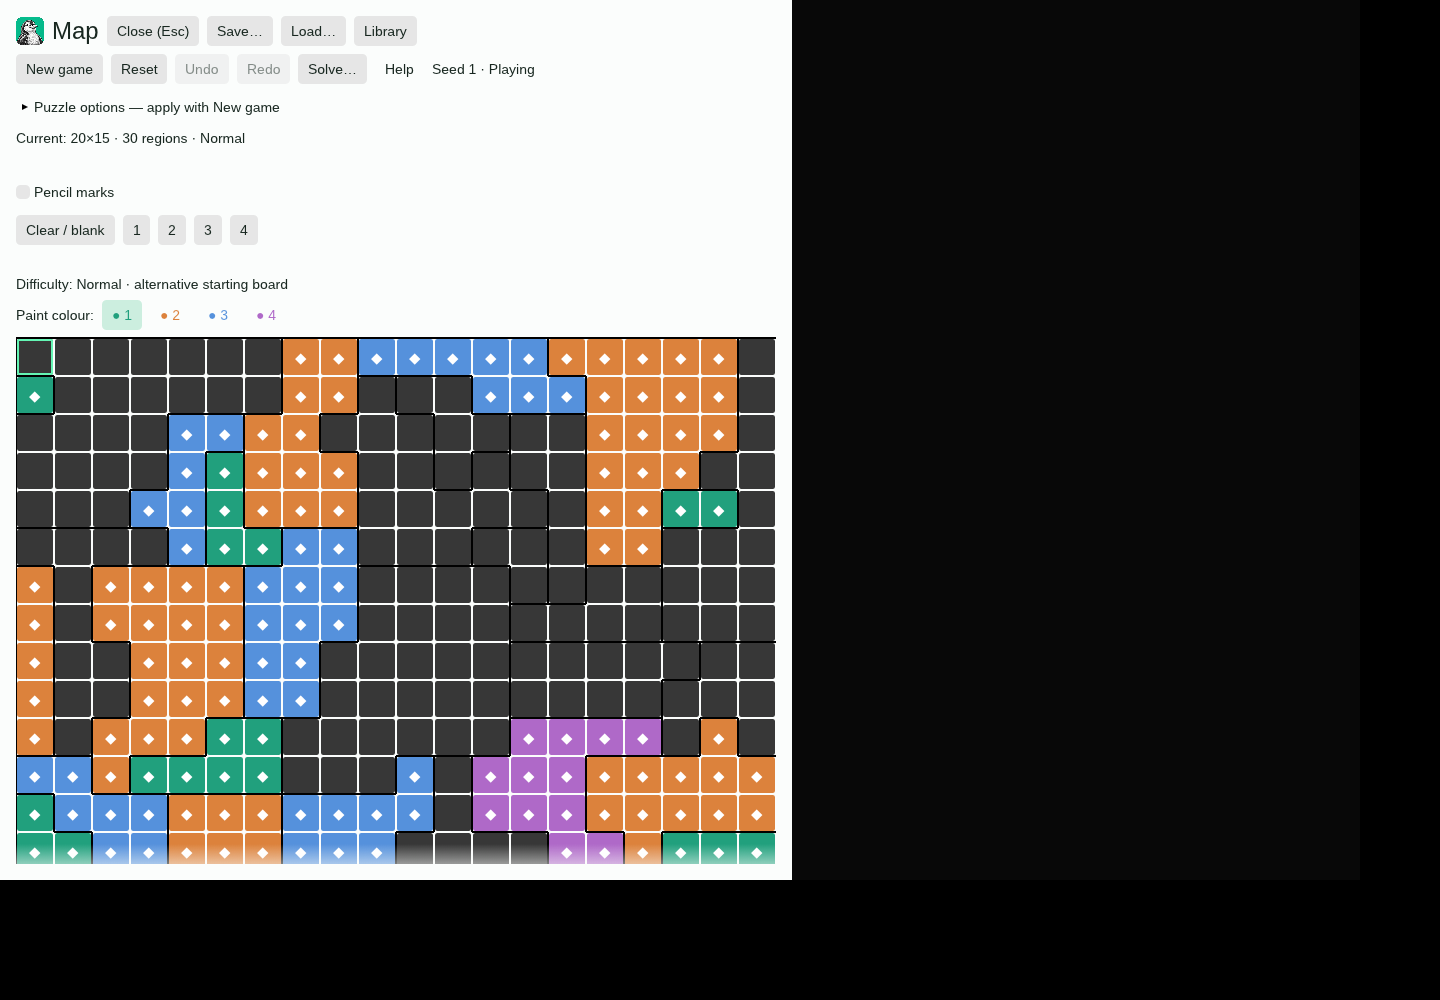 Map Close (Esc) Save… Load… Library
New game Reset Undo Redo Solve… Help Seed 1 · Playing
▸ Puzzle options — apply with New game
Current: 20×15 · 30 regions · Normal
Pencil marks
Clear / blank 1 2 3 4
Difficulty: Normal · alternative starting board
Paint colour: ● 1 ● 2 ● 3 ● 4